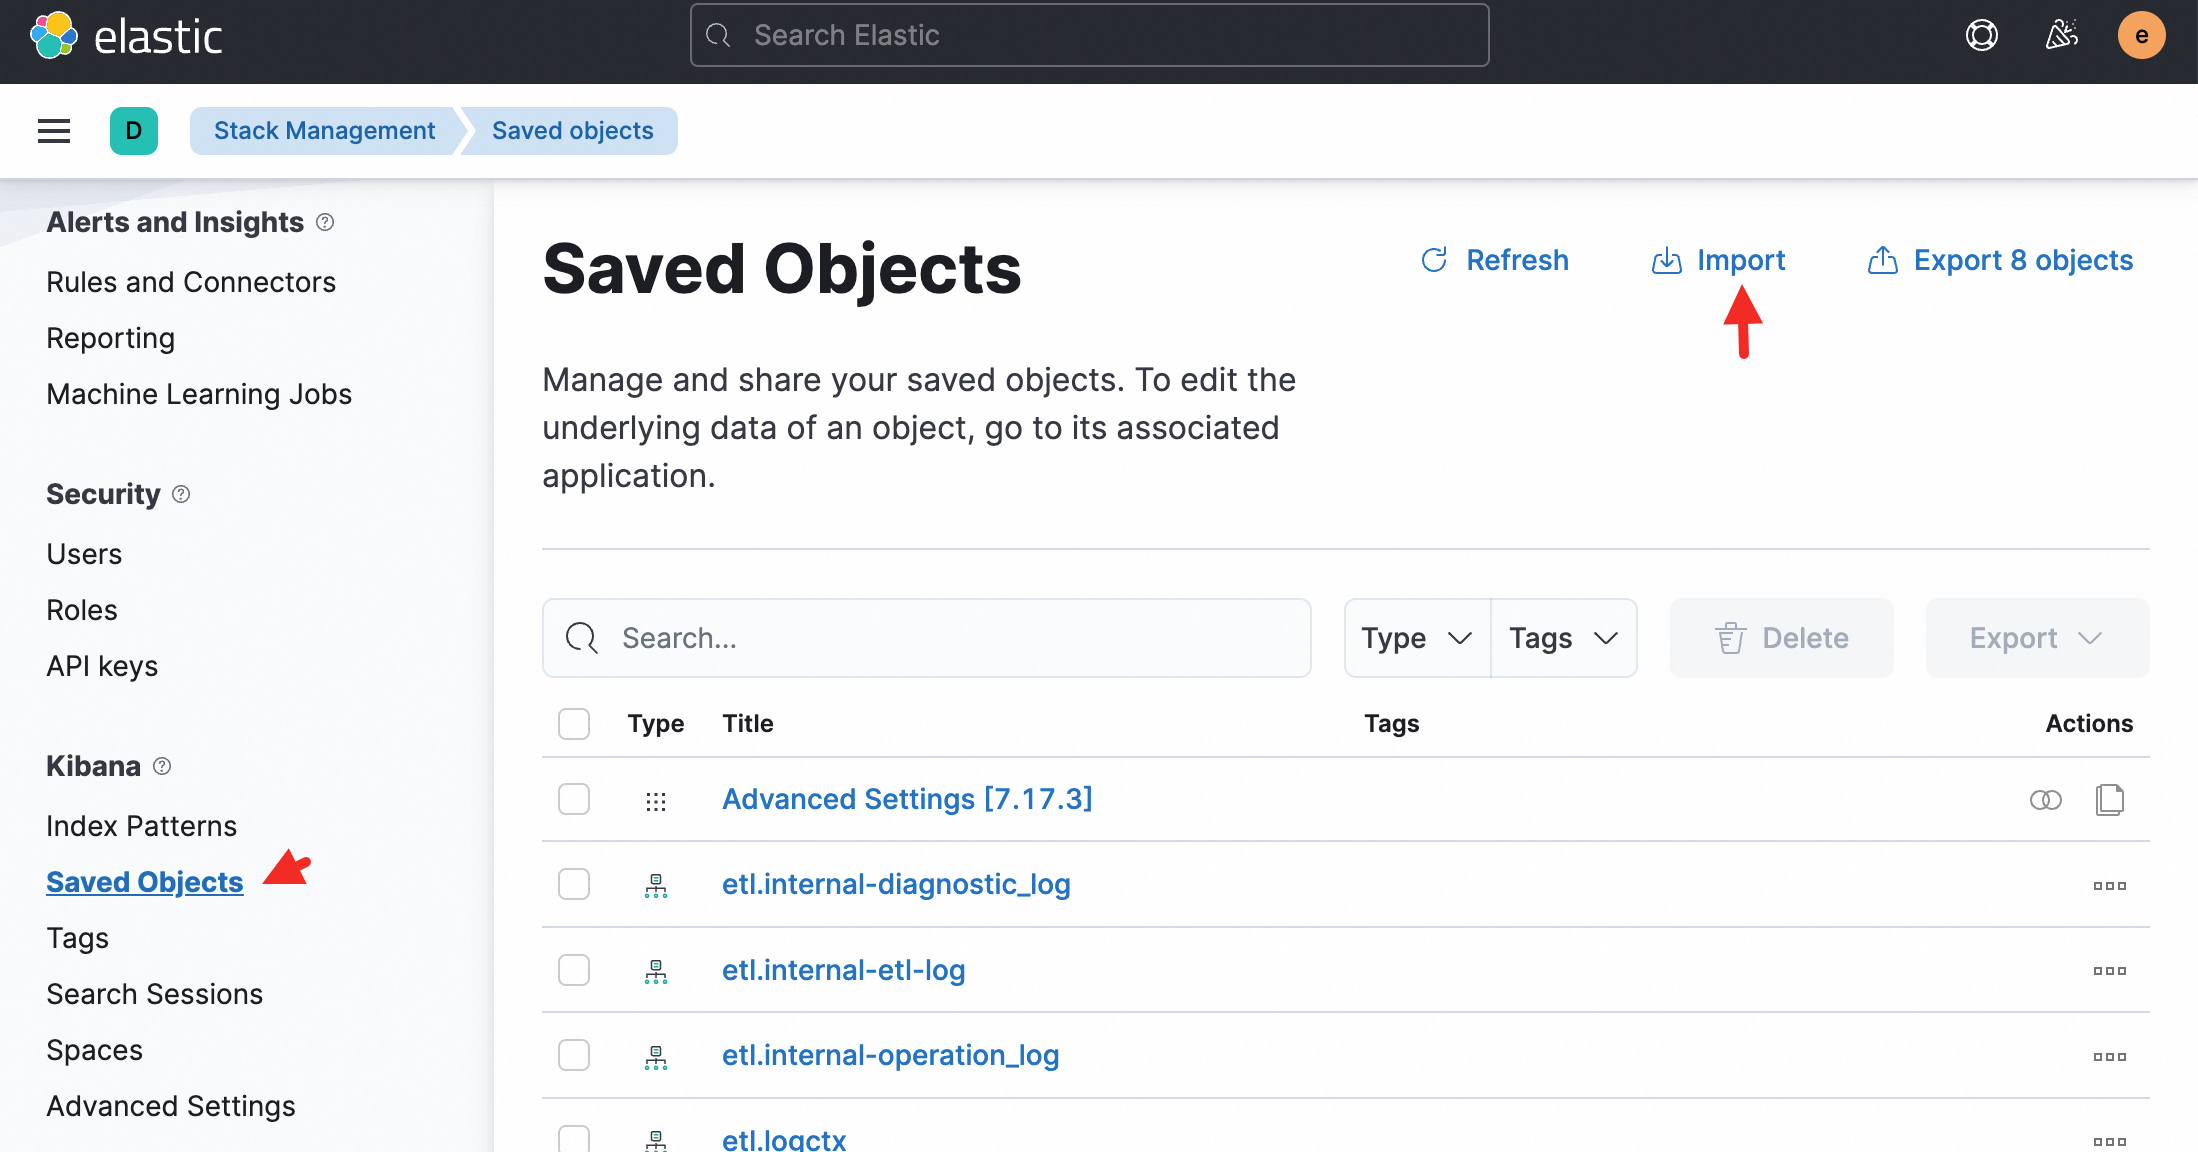 elastic
Search Elastic
e
D
Stack Management
Saved objects
Alerts and Insights
Rules and Connectors
Reporting
Machine Learning Jobs
Security
Users
Roles
API keys
Kibana
Index Patterns
Saved Objects
Tags
Search Sessions
Spaces
Advanced Settings
Saved Objects
Refresh
Import
Export 8 objects
Manage and share your saved objects. To edit the
underlying data of an object, go to its associated
application.
Search...
Type
Tags
Delete
Export
Type Title Tags Actions
Advanced Settings [7.17.3]
etl.internal-diagnostic_log
etl.internal-etl-log
etl.internal-operation_log
etl.logctx